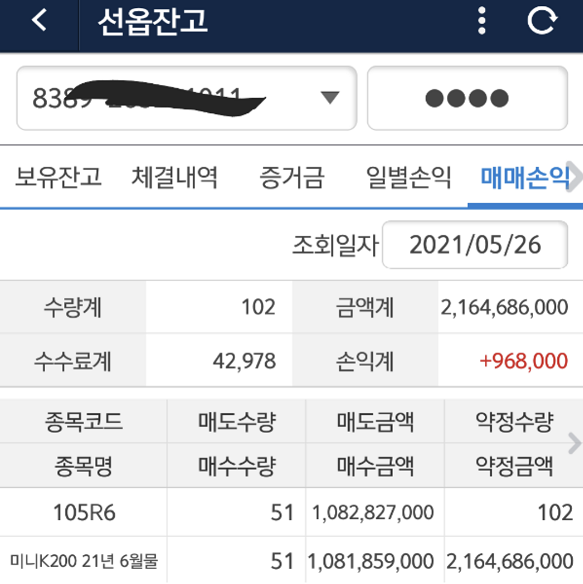 선옵잔고
●●●●
보유잔고 체결내역 증거금 일별손익 매매손익
조회일자 2021/05/26
수량계 102 금액계 2,164,686,000
수수료계 42,978 손익계 +968,000
종목코드 매도수량 매도금액 약정수량
종목명 매수수량 매수금액 약정금액
105R6 51 1,082,827,000 102
미니K200 21년 6월물 51 1,081,859,000 2,164,686,000